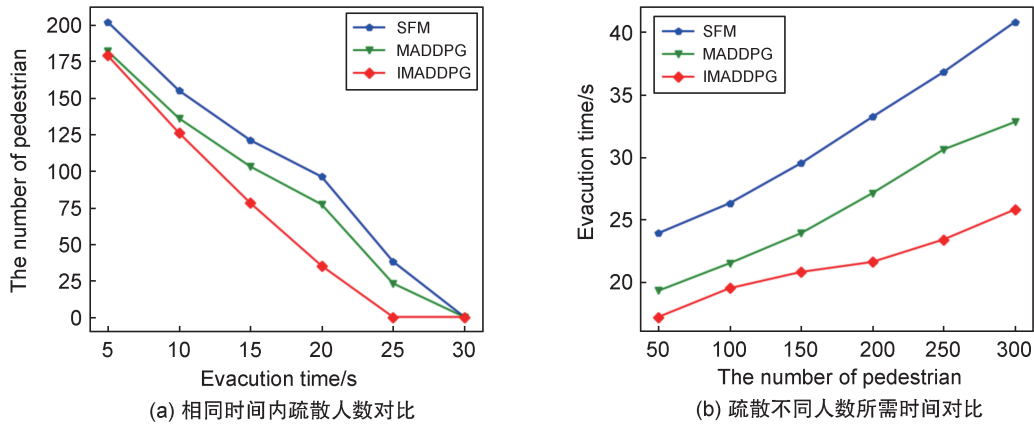 200
175
150
125
100
75
50
25
0
The number of pedestrian
SFM
MADDPG
IMADDPG
5 10 15 20 25 30
Evacution time/s
(a) 相同时间内疏散人数对比
40
35
30
25
20
Evacution time/s
SFM
MADDPG
IMADDPG
50 100 150 200 250 300
The number of pedestrian
(b) 疏散不同人数所需时间对比